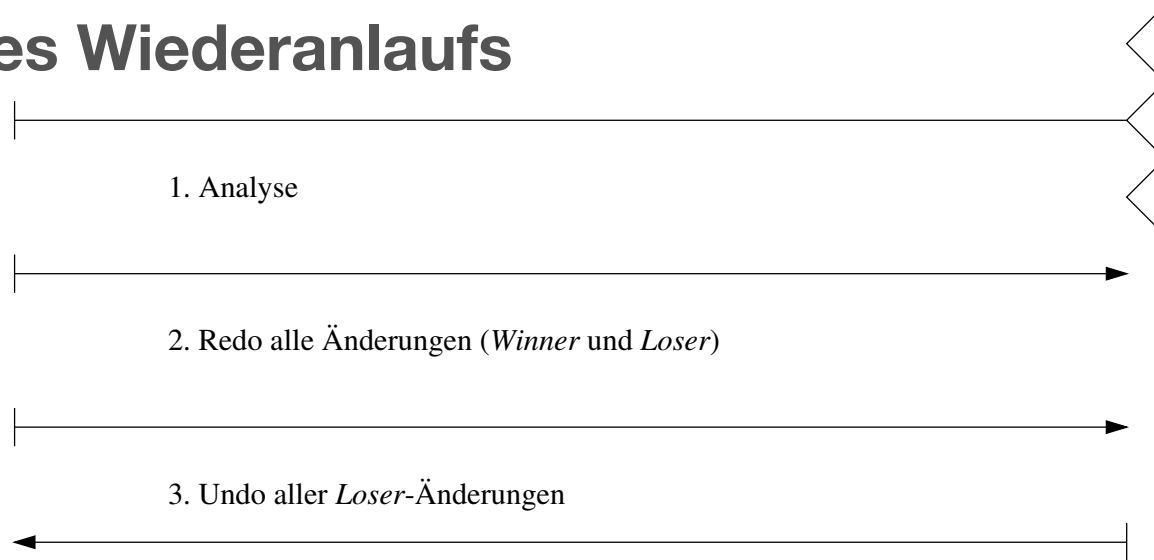 es Wiederanlaufs
1. Analyse
2. Redo alle Änderungen (Winner und Loser)
3. Undo aller Loser-Änderungen